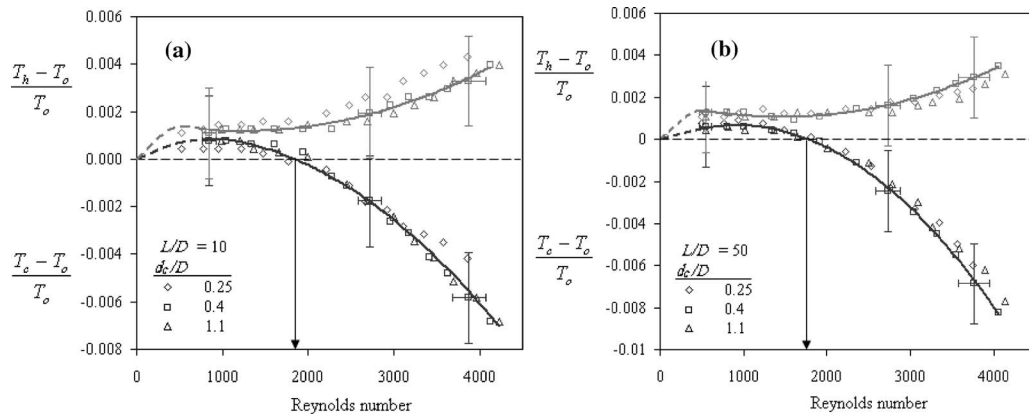 (a)
0.006
0.004
0.002
0.000
-0.002
-0.004
-0.006
-0.008
T_h − T_o
T_o
T_c − T_o
T_o
L/D = 10
d_c/D
0.25
0.4
1.1
0 1000 2000 3000 4000
Reynolds number
(b)
0.006
0.004
0.002
0
-0.002
-0.004
-0.006
-0.008
-0.01
T_h − T_o
T_o
T_c − T_o
T_o
L/D = 50
d_c/D
0.25
0.4
1.1
0 1000 2000 3000 4000
Reynolds number